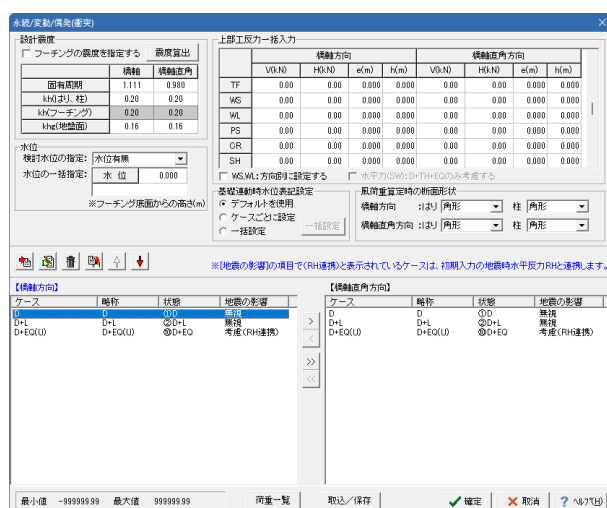 永続/変動/偶発(衝突)
設計震度
フーチングの震度を指定する 震度算出
橋軸 橋軸直角
固有周期 1.111 0.980
kh(はり、柱) 0.20 0.20
kh(フーチング) 0.20 0.20
khg(地盤面) 0.16 0.16
水位
検討水位の指定: 水位有無
水位の一括指定: 水 位 0.000
※フーチング底面からの高さ(m)
上部工反力一括入力
橋軸方向 橋軸直角方向
V(kN) H(kN) e(m) h(m) V(kN) H(kN) e(m) h(m)
TF 0.00 0.00 0.000 0.000 0.00 0.00 0.000 0.000
WS 0.00 0.00 0.000 0.000 0.00 0.00 0.000 0.000
WL 0.00 0.00 0.000 0.000 0.00 0.00 0.000 0.000
PS 0.00 0.00 0.000 0.000 0.00 0.00 0.000 0.000
CR 0.00 0.00 0.000 0.000 0.00 0.00 0.000 0.000
SH 0.00 0.00 0.000 0.000 0.00 0.00 0.000 0.000
WS,WL:方向別に設定する 水平力(SW):D+TH+EQのみ考慮する
基礎連動時水位表記設定
デフォルトを使用
ケースごとに設定
一括設定 一括設定
風荷重算定時の断面形状
橋軸方向 :はり 角形 柱 角形
橋軸直角方向 :はり 角形 柱 角形
※[地震の影響]の項目で(RH連携)と表示されているケースは、初期入力の地震時水平反力RHと連携します。
【橋軸方向】
ケース 略称 状態 地震の影響
D D ①D 無視
D+L D+L ②D+L 無視
D+EQ(U) D+EQ(U) ⑩D+EQ 考慮(RH連携)
>
<
>>
<<
【橋軸直角方向】
ケース 略称 状態 地震の影響
D D ①D 無視
D+L D+L ②D+L 無視
D+EQ(U) D+EQ(U) ⑩D+EQ 考慮(RH連携)
最小値 -999999.99 最大値 999999.99 荷重一覧 取込/保存 確定 取消 ? ヘルプ(H)